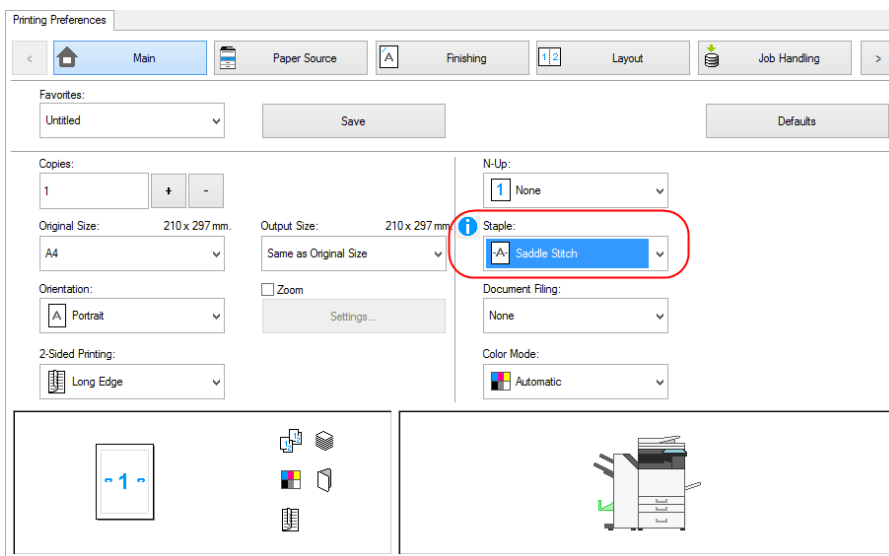 Printing Preferences
< Main Paper Source A Finishing 1 2 Layout Job Handling >
Favorites:
Untitled Save Defaults
Copies: N-Up:
1 + - 1 None
Original Size: 210 x 297 mm. Output Size: 210 x 297 mm. i Staple:
A4 Same as Original Size -A- Saddle Stitch
Orientation: Zoom Document Filing:
A Portrait Settings... None
2-Sided Printing: Color Mode:
Long Edge Automatic
1